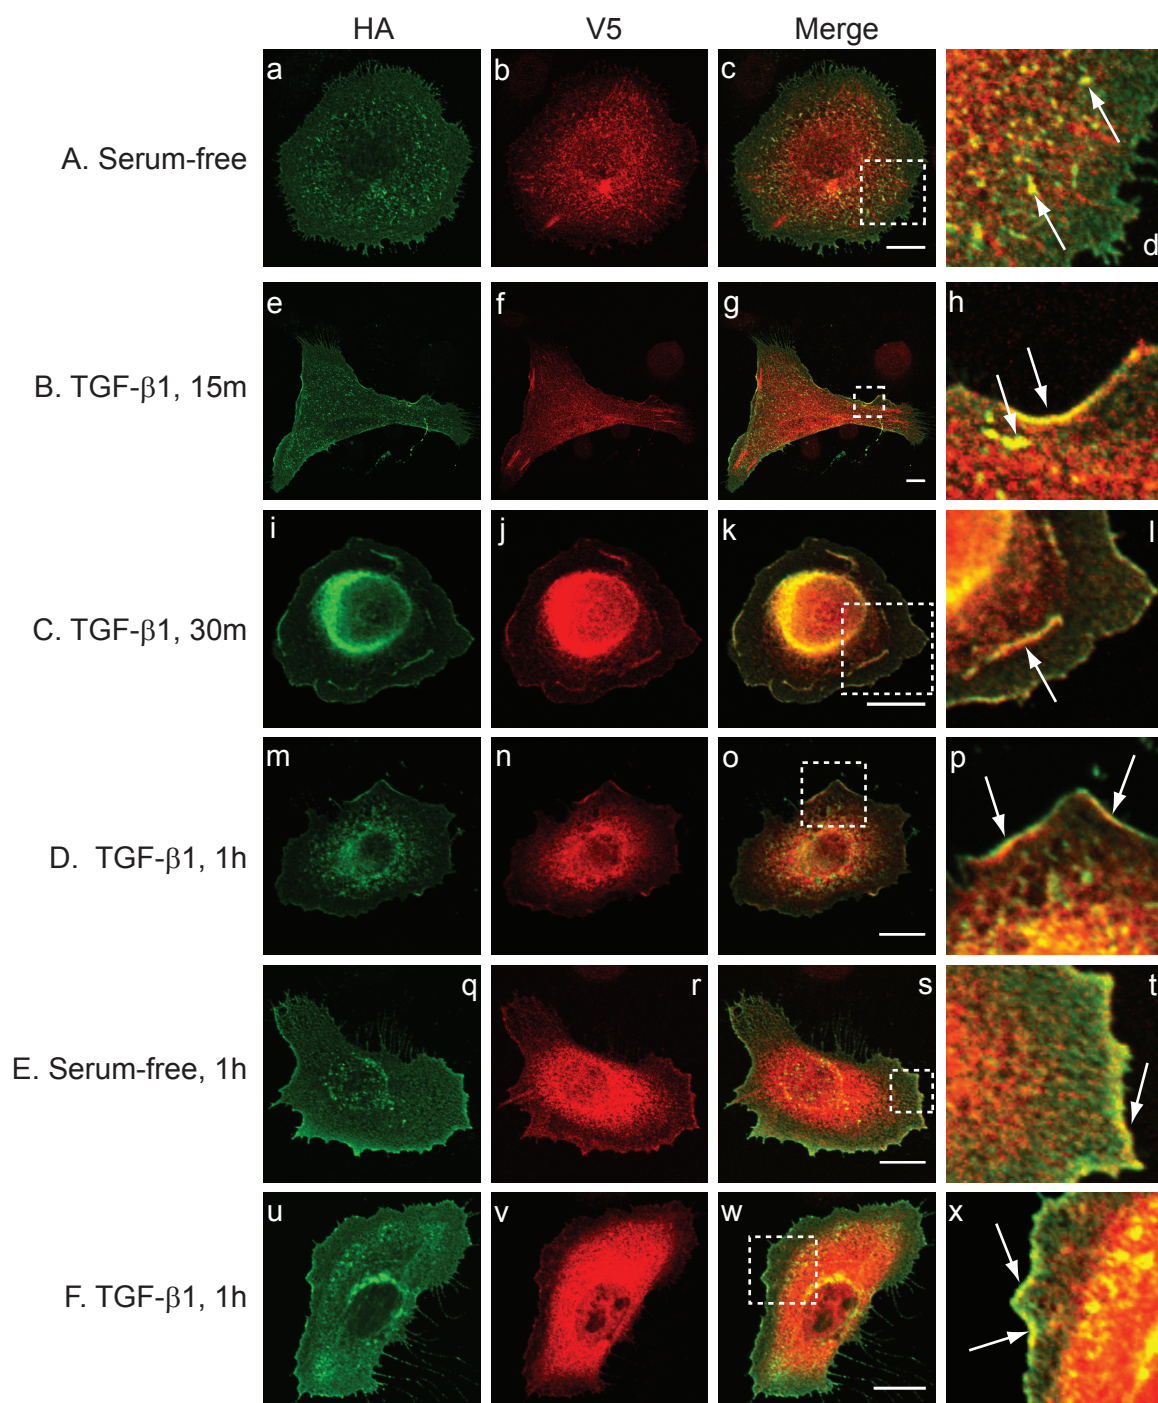 HA V5 Merge
a b c d
A. Serum-free
e f g h
B. TGF-β1, 15m
i j k l
C. TGF-β1, 30m
m n o p
D. TGF-β1, 1h
q r s t
E. Serum-free, 1h
u v w x
F. TGF-β1, 1h